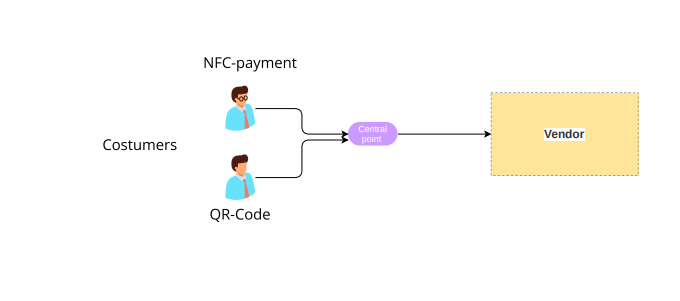 NFC-payment
Costumers
Central
point
Vendor
QR-Code